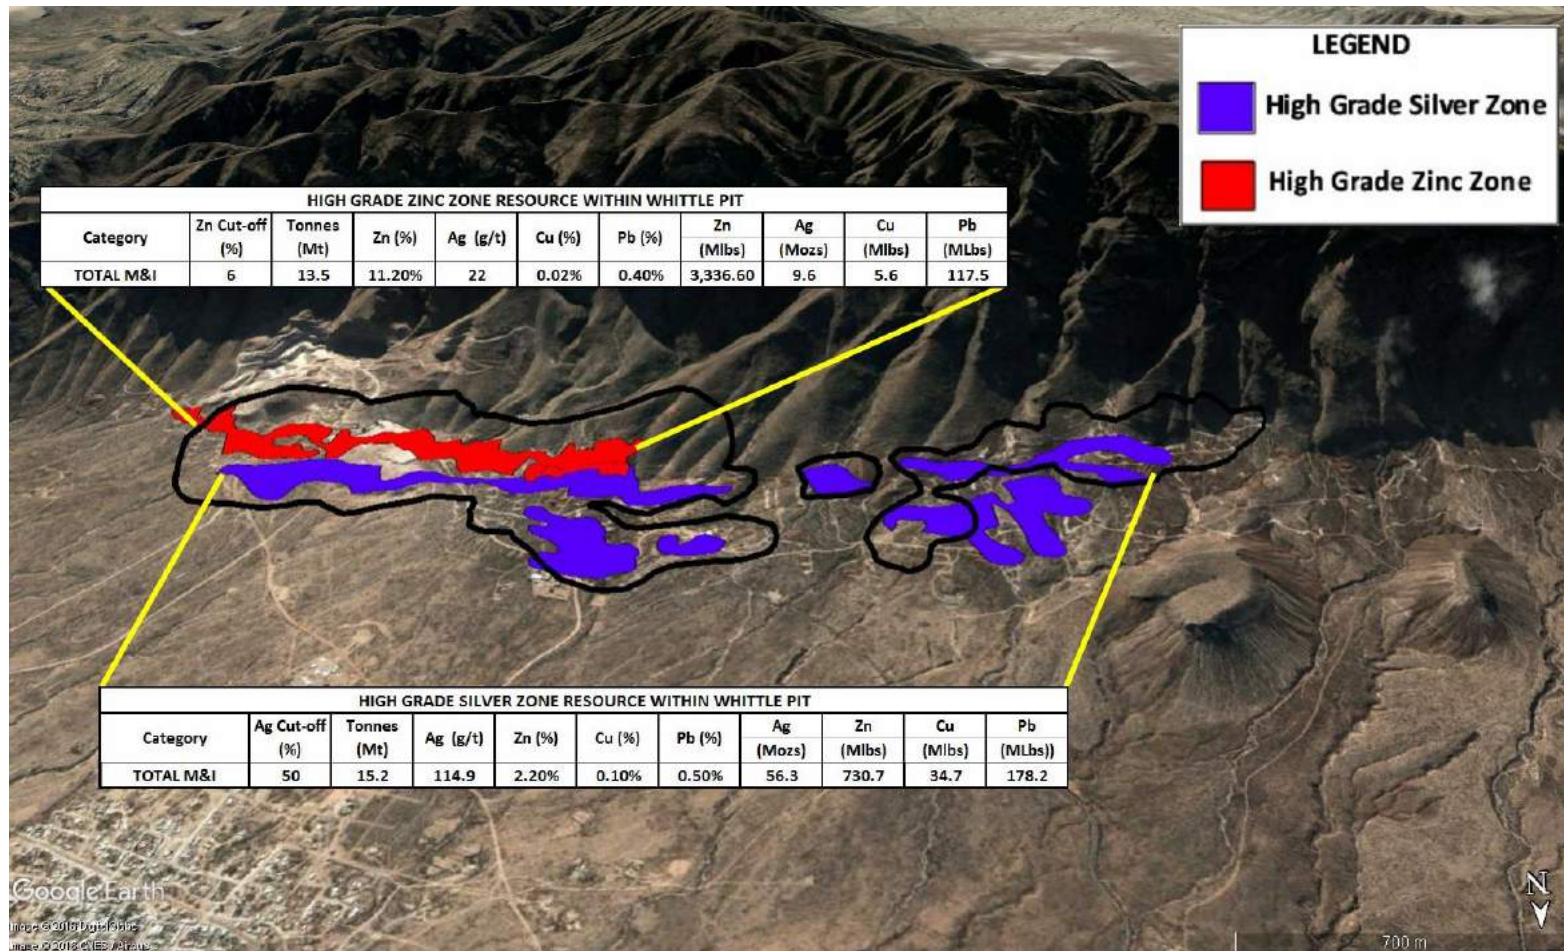 LEGEND
High Grade Silver Zone
High Grade Zinc Zone
HIGH GRADE ZINC ZONE RESOURCE WITHIN WHITTLE PIT
Category Zn Cut-off (%) Tonnes (Mt) Zn (%) Ag (g/t) Cu (%) Pb (%) Zn (Mlbs) Ag (Mozs) Cu (Mlbs) Pb (MLbs)
TOTAL M&I 6 13.5 11.20% 22 0.02% 0.40% 3,336.60 9.6 5.6 117.5
HIGH GRADE SILVER ZONE RESOURCE WITHIN WHITTLE PIT
Category Ag Cut-off (%) Tonnes (Mt) Ag (g/t) Zn (%) Cu (%) Pb (%) Ag (Mozs) Zn (Mlbs) Cu (Mlbs) Pb (MLbs))
TOTAL M&I 50 15.2 114.9 2.20% 0.10% 0.50% 56.3 730.7 34.7 178.2
Google Earth
N
700 m